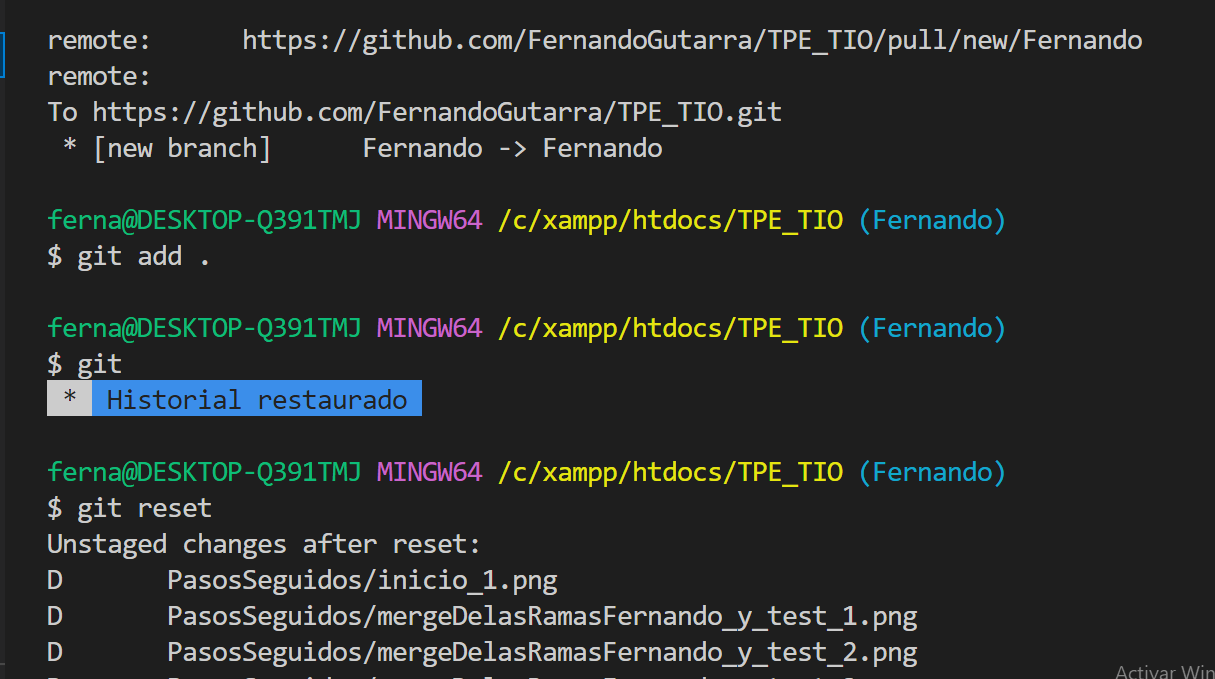 remote:      https://github.com/FernandoGutarra/TPE_TIO/pull/new/Fernando
remote:
To https://github.com/FernandoGutarra/TPE_TIO.git
 * [new branch]      Fernando -> Fernando
ferna@DESKTOP-Q391TMJ MINGW64 /c/xampp/htdocs/TPE_TIO (Fernando)
$ git add .
ferna@DESKTOP-Q391TMJ MINGW64 /c/xampp/htdocs/TPE_TIO (Fernando)
$ git
 * Historial restaurado
ferna@DESKTOP-Q391TMJ MINGW64 /c/xampp/htdocs/TPE_TIO (Fernando)
$ git reset
Unstaged changes after reset:
D       PasosSeguidos/inicio_1.png
D       PasosSeguidos/mergeDelasRamasFernando_y_test_1.png
D       PasosSeguidos/mergeDelasRamasFernando_y_test_2.png
Activar Win